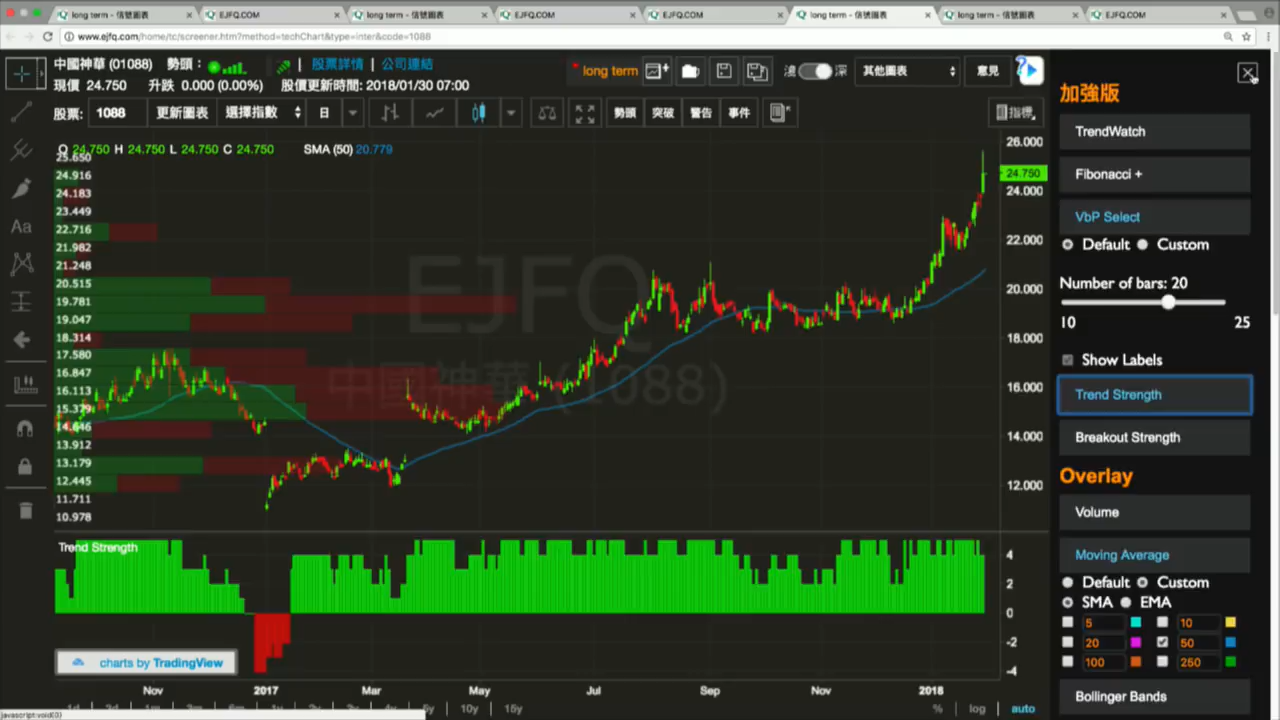 long term - 信號圖表
EJFQ.COM
long term - 信號圖表
EJFQ.COM
EJFQ.COM
long term - 信號圖表
long term - 信號圖表
EJFQ.COM
www.ejfq.com/home/tc/screener.htm?method=techChart&type=inter&code=1088
中國神華 (01088) 勢頭： 股票詳情 公司連結
現價 24.750 升跌 0.000 (0.00%) 股價更新時間: 2018/01/30 07:00
long term
淺 深
其他圖表
意見
股票: 1088 更新圖表 選擇指數 日 勢頭 突破 警告 事件 指標
O 24.750 H 24.750 L 24.750 C 24.750 SMA (50) 20.779
25.650
24.916
24.183
23.449
22.716
21.982
21.248
20.515
19.781
19.047
18.314
17.580
16.847
16.113
15.379
14.646
13.912
13.179
12.445
11.711
10.978
EJFQ
中國神華 (1088)
26.000
24.750
24.000
22.000
20.000
18.000
16.000
14.000
12.000
Trend Strength
4
2
0
-2
-4
charts by TradingView
Nov 2017 Mar May Jul Sep Nov 2018
10y 15y % log auto
javascript:void(0)
加強版
TrendWatch
Fibonacci +
VbP Select
Default Custom
Number of bars: 20
10 25
Show Labels
Trend Strength
Breakout Strength
Overlay
Volume
Moving Average
Default Custom
SMA EMA
5 10
20 50
100 250
Bollinger Bands
Aa